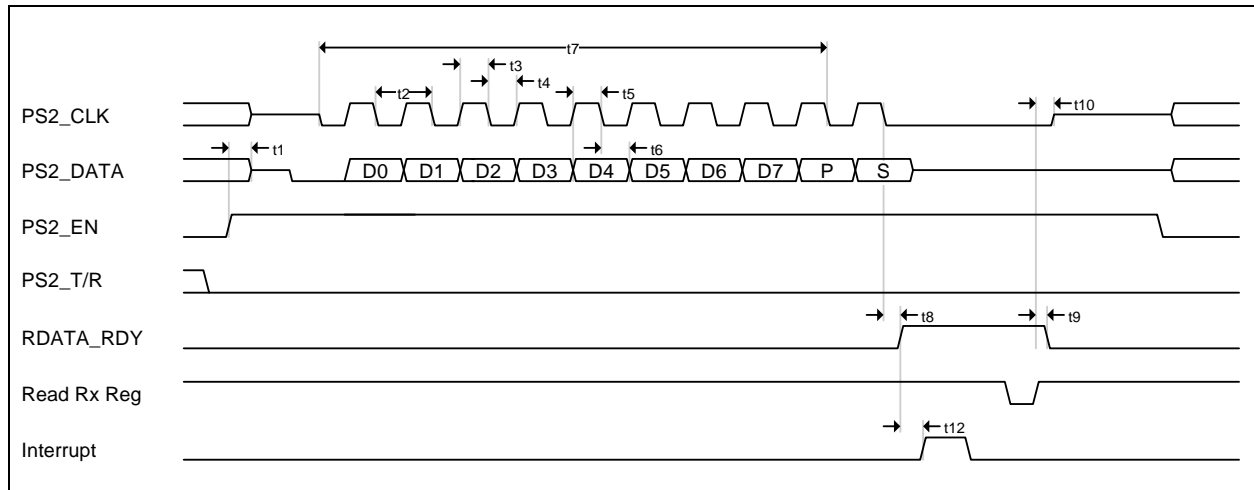 t7
t3
t4
PS2_CLK
t2
t5
t10
t1
t6
PS2_DATA
D0 D1 D2 D3 D4 D5 D6 D7 P S
PS2_EN
PS2_T/R
RDATA_RDY
t8
t9
Read Rx Reg
t12
Interrupt